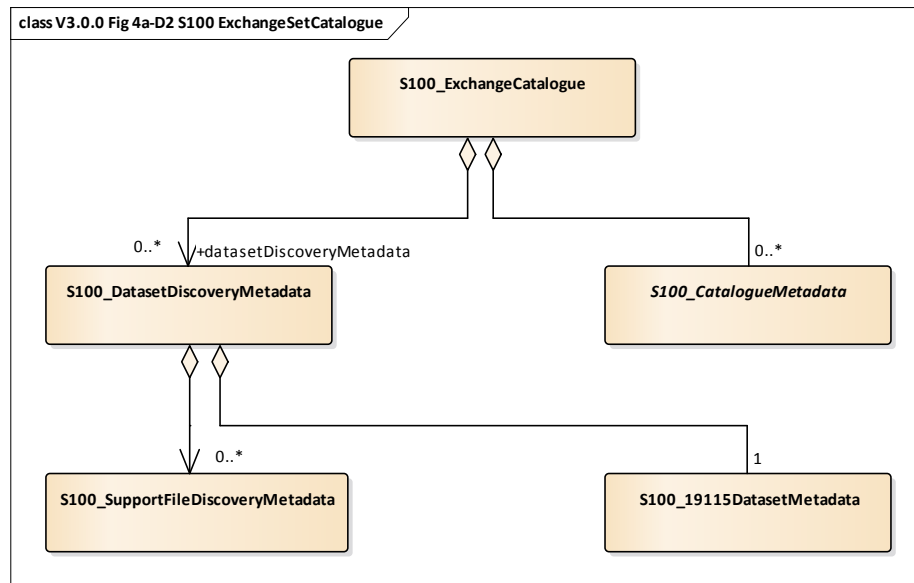 class V3.0.0 Fig 4a-D2 S100 ExchangeSetCatalogue
S100_ExchangeCatalogue
0..*
+datasetDiscoveryMetadata
0..*
S100_DatasetDiscoveryMetadata
S100_CatalogueMetadata
0..*
1
S100_SupportFileDiscoveryMetadata
S100_19115DatasetMetadata